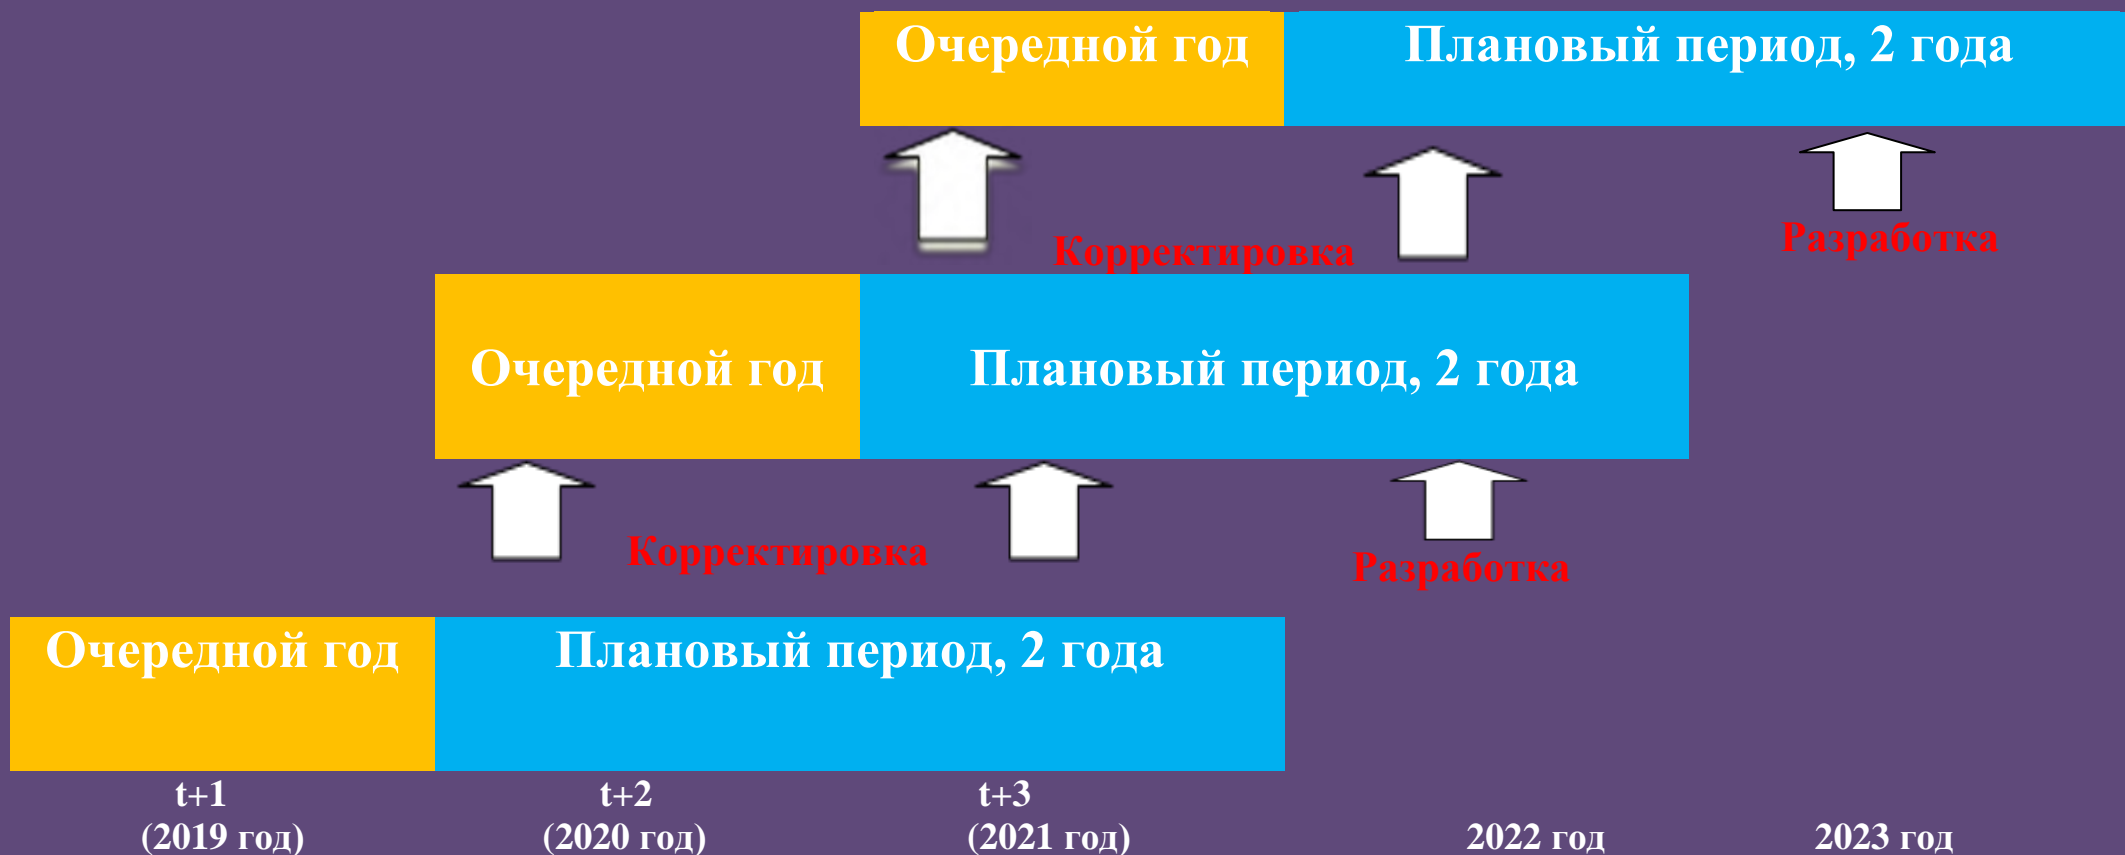 Очередной год
Плановый период, 2 года
Корректировка
Разработка
Очередной год
Плановый период, 2 года
Корректировка
Разработка
Очередной год
Плановый период, 2 года
t+1
(2019 год)
t+2
(2020 год)
t+3
(2021 год)
2022 год
2023 год